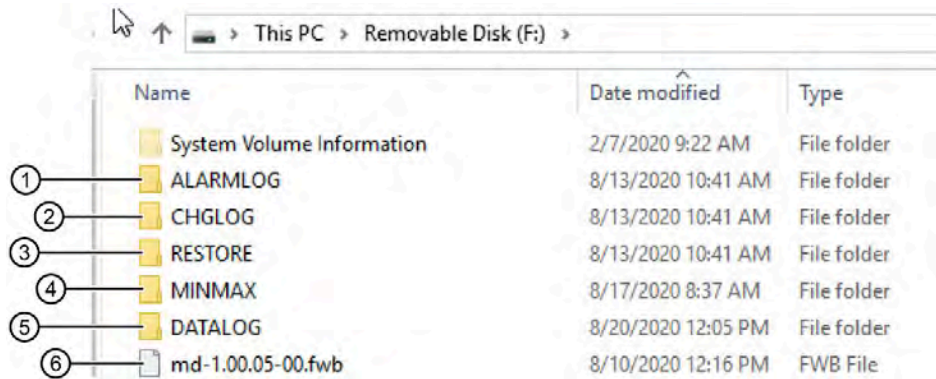 This PC > Removable Disk (F:) >
Name Date modified Type
System Volume Information 2/7/2020 9:22 AM File folder
1 ALARMLOG 8/13/2020 10:41 AM File folder
2 CHGLOG 8/13/2020 10:41 AM File folder
3 RESTORE 8/13/2020 10:41 AM File folder
4 MINMAX 8/17/2020 8:37 AM File folder
5 DATALOG 8/20/2020 12:05 PM File folder
6 md-1.00.05-00.fwb 8/10/2020 12:16 PM FWB File